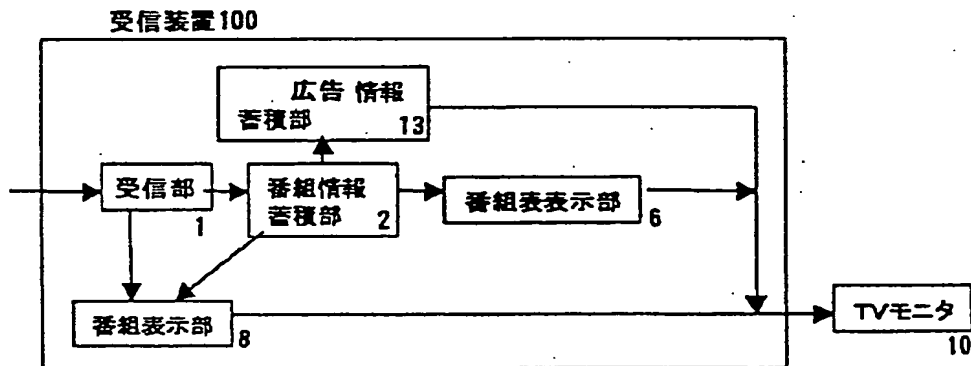 受信装置100
広告 情報
蓄積部
13
受信部
1
番組情報
蓄積部
2
番組表表示部
6
番組表示部
8
TVモニタ
10